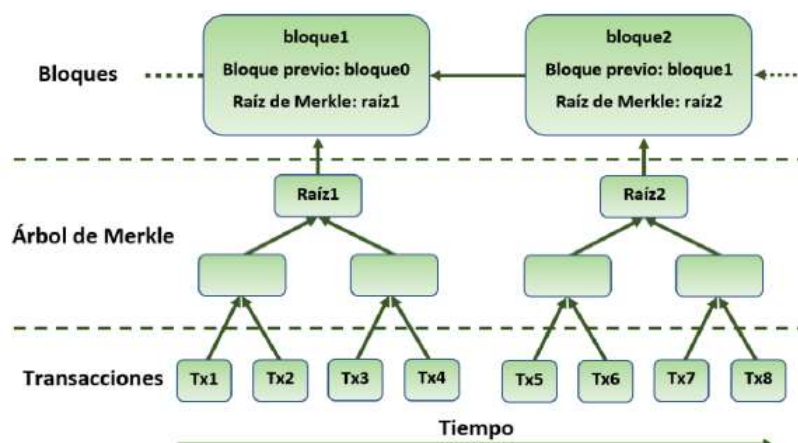 bloque1
Bloque previo: bloque0
Raíz de Merkle: raíz1
bloque2
Bloque previo: bloque1
Raíz de Merkle: raíz2
Bloques
Raíz1
Raíz2
Árbol de Merkle
Transacciones
Tx1
Tx2
Tx3
Tx4
Tx5
Tx6
Tx7
Tx8
Tiempo